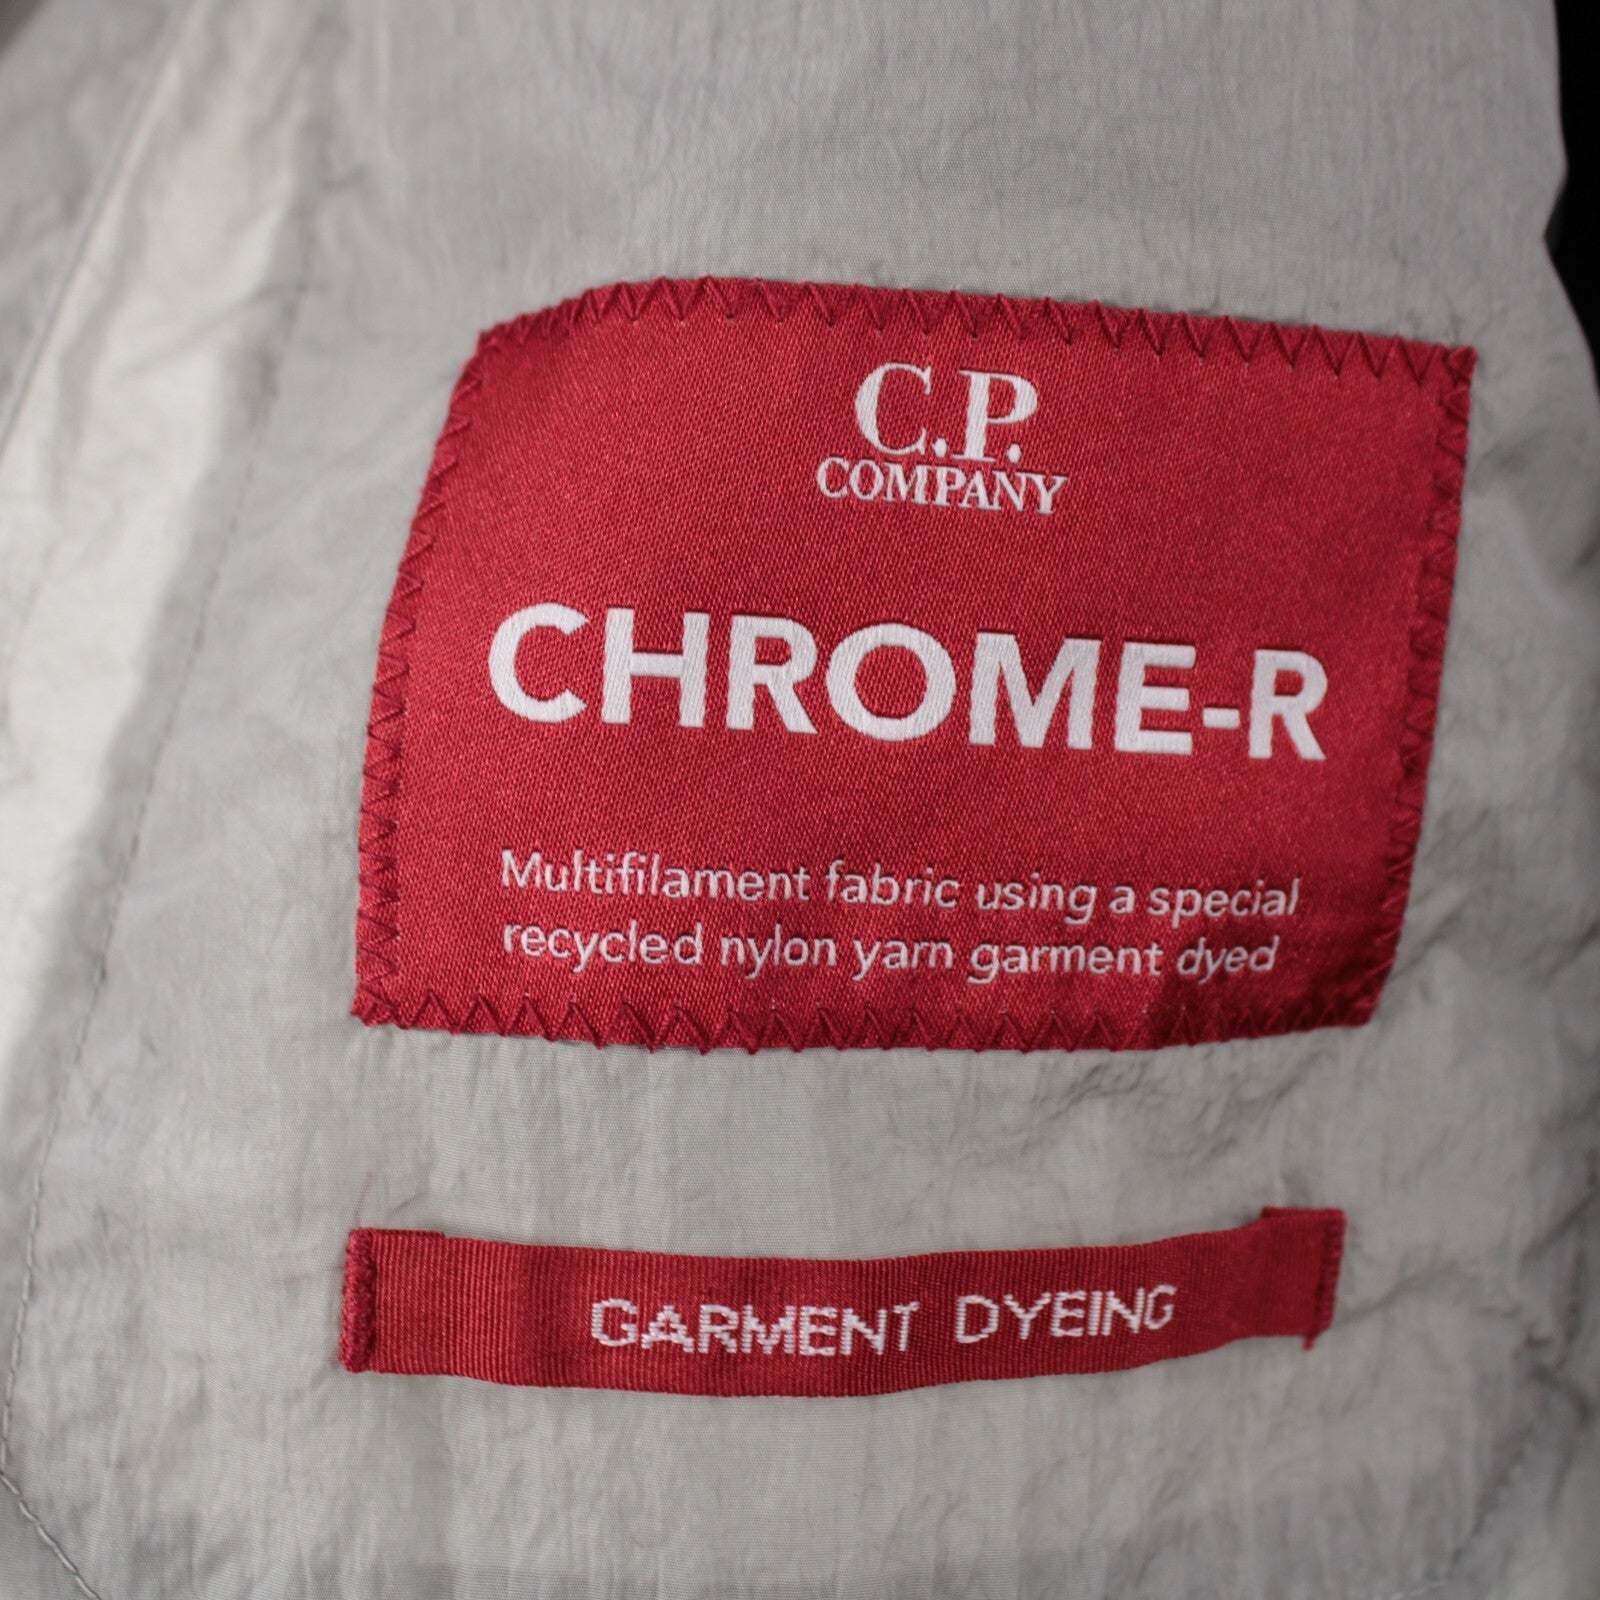 C.P.
COMPANY
CHROME-R
Multifilament fabric using a special
recycled nylon yarn garment dyed
GARMENT DYEING